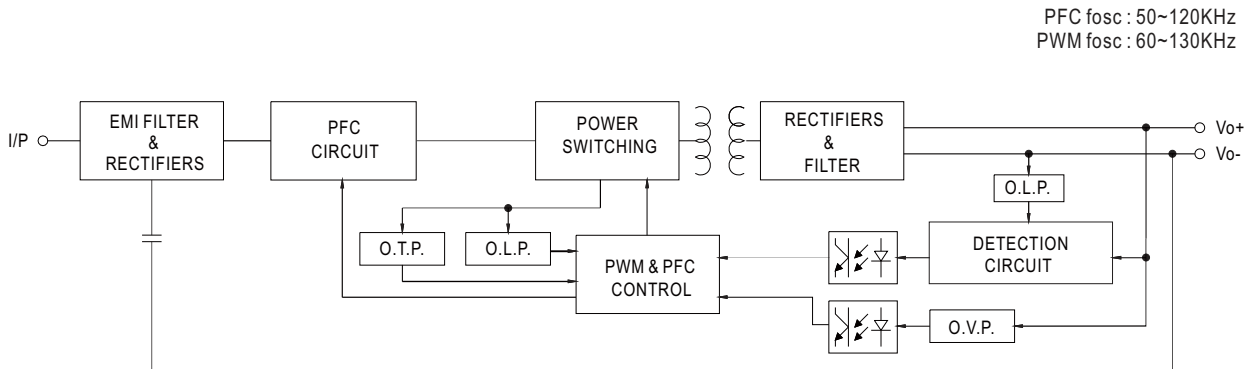 PFC fosc : 50~120KHz
PWM fosc : 60~130KHz
I/P
EMI FILTER
&
RECTIFIERS
PFC
CIRCUIT
POWER
SWITCHING
RECTIFIERS
&
FILTER
Vo+
Vo-
O.L.P.
O.T.P.
O.L.P.
PWM & PFC
CONTROL
DETECTION
CIRCUIT
O.V.P.